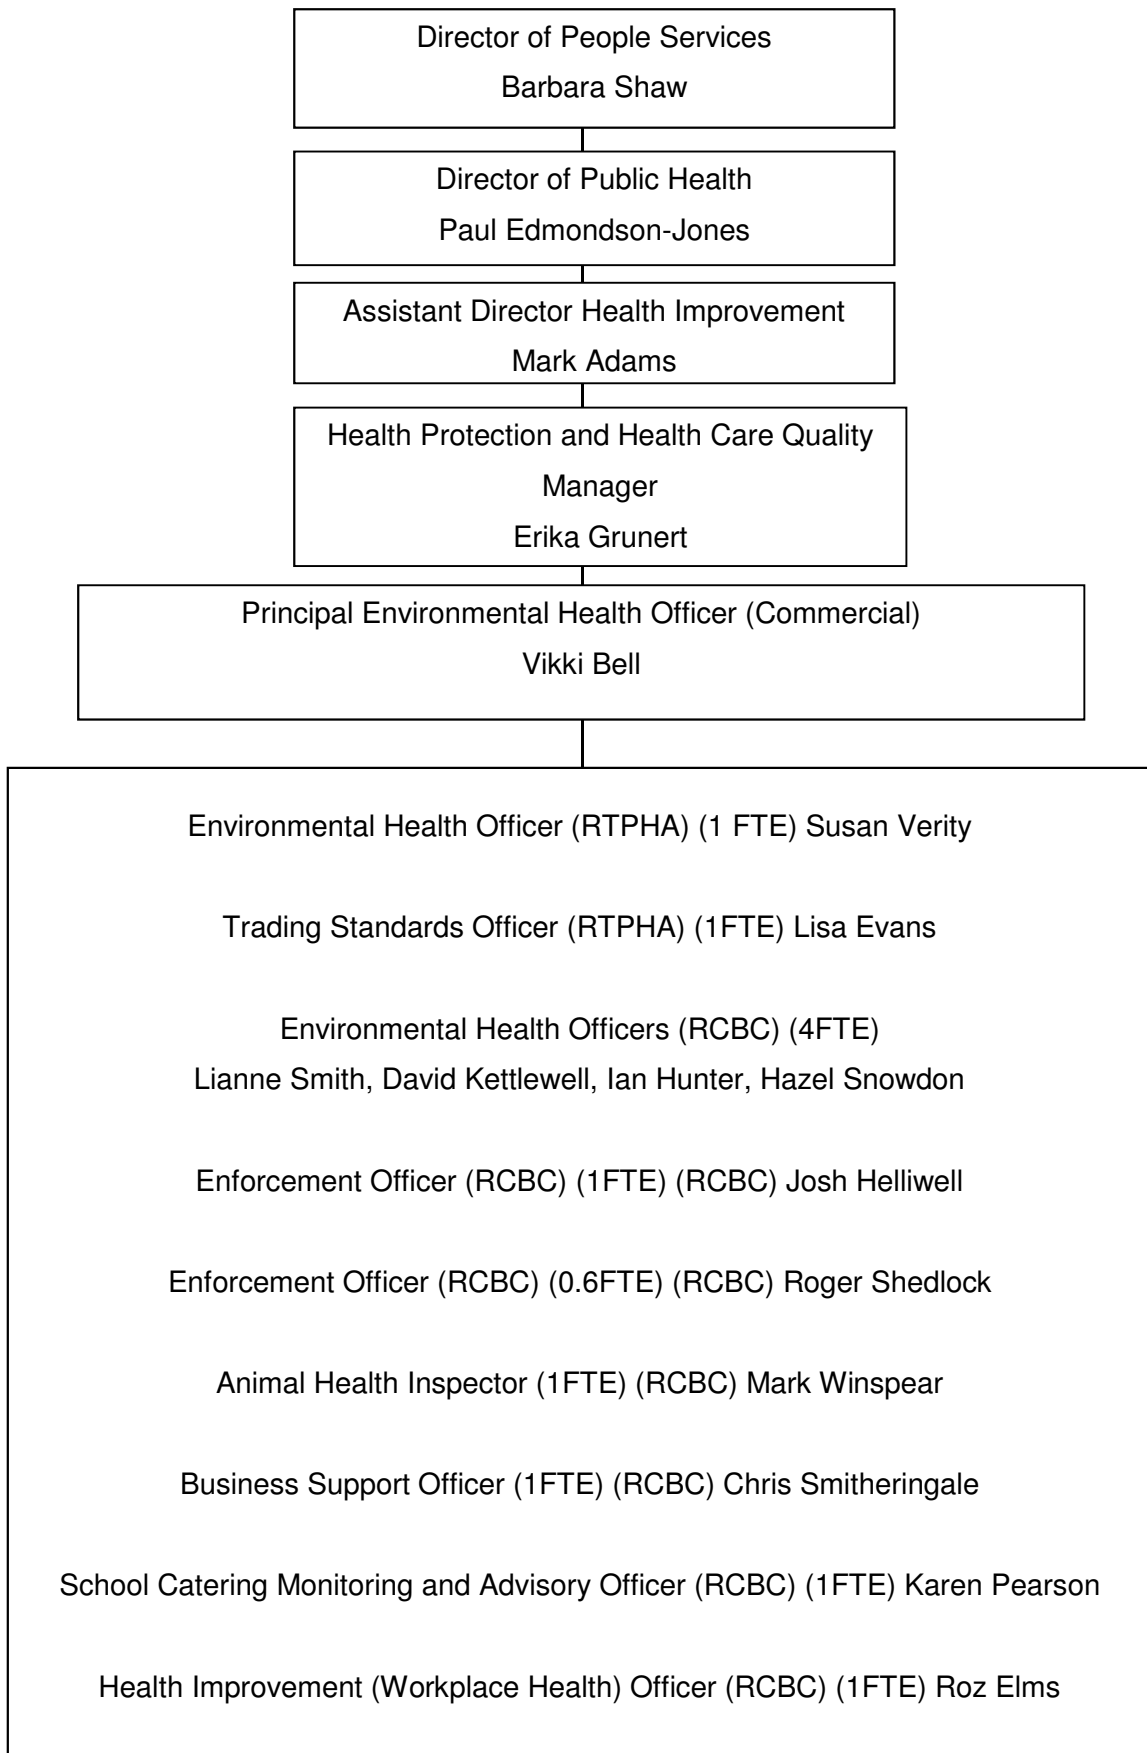 Director of People Services
Barbara Shaw
Director of Public Health
Paul Edmondson-Jones
Assistant Director Health Improvement
Mark Adams
Health Protection and Health Care Quality
Manager
Erika Grunert
Principal Environmental Health Officer (Commercial)
Vikki Bell
Environmental Health Officer (RTPHA) (1 FTE) Susan Verity
Trading Standards Officer (RTPHA) (1FTE) Lisa Evans
Environmental Health Officers (RCBC) (4FTE)
Lianne Smith, David Kettlewell, Ian Hunter, Hazel Snowdon
Enforcement Officer (RCBC) (1FTE) (RCBC) Josh Helliwell
Enforcement Officer (RCBC) (0.6FTE) (RCBC) Roger Shedlock
Animal Health Inspector (1FTE) (RCBC) Mark Winspear
Business Support Officer (1FTE) (RCBC) Chris Smitheringale
School Catering Monitoring and Advisory Officer (RCBC) (1FTE) Karen Pearson
Health Improvement (Workplace Health) Officer (RCBC) (1FTE) Roz Elms